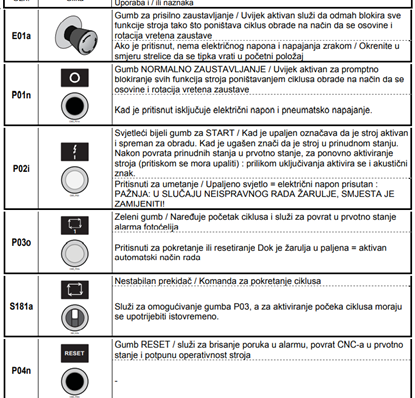 Uporaba i / ili naznaka
E01a
Gumb za prisilno zaustavljanje / Uvijek aktivan služi da odmah blokira sve
funkcije stroja tako što poništava ciklus obrade na način da se osovine i
rotacija vretena zaustave
Ako je pritisnut, nema električnog napona i napajanja zrakom / Okrenite u
smjeru strelice da se tipka vrati u početni položaj
P01n
Gumb NORMALNO ZAUSTAVLJANJE / Uvijek aktivan za promptno
blokiranje svih funkcija stroja poništavanjem ciklusa obrade na način da se
osovine i rotacija vretena zaustave
Kad je pritisnut isključuje električni napon i pneumatsko napajanje.
P02i
Svjetleći bijeli gumb za START / Kad je upaljen označava da je stroj aktivan
i spreman za obradu. Kad je ugašen znači da je stroj u prinudnom stanju.
Nakon povrata prinudnih stanja u prvotno stanje, za ponovno aktiviranje
stroja (pritiskom se mora upaliti) : prilikom uključivanja aktivira se i akustični
znak.
Pritisnuti za umetanje / Upaljeno svjetlo = električni napon prisutan :
PAŽNJA: U SLUČAJU NEISPRAVNOG RADA ŽARULJE, SMJESTA JE
ZAMIJENITI!
P03o
Zeleni gumb / Naređuje početak ciklusa i služi za povrat u prvotno stanje
alarma fotoćelija
Pritisnuti za pokretanje ili resetiranje Dok je žarulja u paljena = aktivan
automatski način rada
S181a
Nestabilan prekidač / Komanda za pokretanje ciklusa
Služi za omogućivanje gumba P03, a za aktiviranje počeka ciklusa moraju
se upotrijebiti istovremeno.
P04n
RESET
Gumb RESET / služi za brisanje poruka u alarmu, povrat CNC-a u prvotno
stanje i potpunu operativnost stroja
-